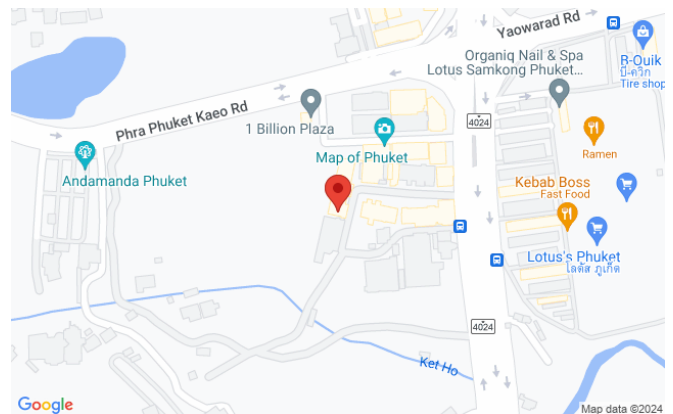 Yaowarad Rd
Organiq Nail & Spa
Lotus Samkong Phuket...
B-Quik
บี-ควิก
Tire shop
Phra Phuket Kaeo Rd
1 Billion Plaza
4024
Map of Phuket
Ramen
Andamanda Phuket
Kebab Boss
Fast Food
Lotus's Phuket
โลตัส ภูเก็ต
4024
Ket Ho
Google
Map data ©2024